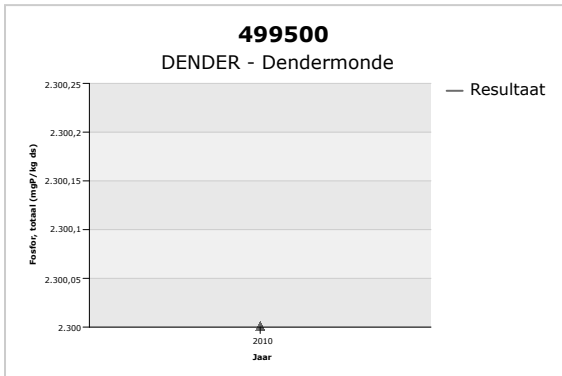 499500
DENDER - Dendermonde
Resultaat
Fosfor, totaal (mgP/kg ds)
2.300,25
2.300,2
2.300,15
2.300,1
2.300,05
2.300
2010
Jaar